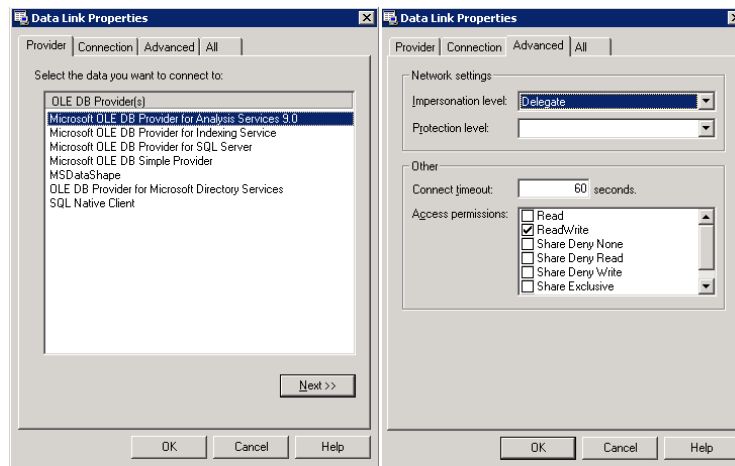 Data Link Properties
Provider Connection Advanced All
Select the data you want to connect to:
OLE DB Provider(s)
Microsoft OLE DB Provider for Analysis Services 9.0
Microsoft OLE DB Provider for Indexing Service
Microsoft OLE DB Provider for SQL Server
Microsoft OLE DB Simple Provider
MSDataShape
OLE DB Provider for Microsoft Directory Services
SQL Native Client
Next >>
OK Cancel Help
Data Link Properties
Provider Connection Advanced All
Network settings
Impersonation level: Delegate
Protection level:
Other
Connect timeout: 60 seconds.
Access permissions: Read
ReadWrite
Share Deny None
Share Deny Read
Share Deny Write
Share Exclusive
OK Cancel Help